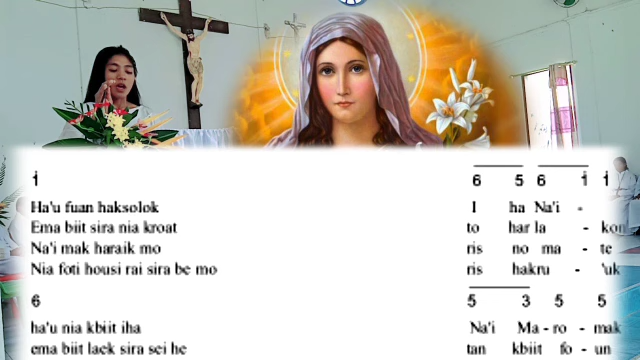 1 6 5 6 1 1
Ha'u fuan haksolok I ha Na'i -
Ema biit sira nia kroat to har la - kon
Na'i mak haraik mo ris no ma - te
Nia foti housi rai sira be mo ris hakru - 'uk
6 5 3 5 5
ha'u nia kbiit iha Na'i Ma - ro - mak
ema biit laek sira sei he tan kbiit fo - un